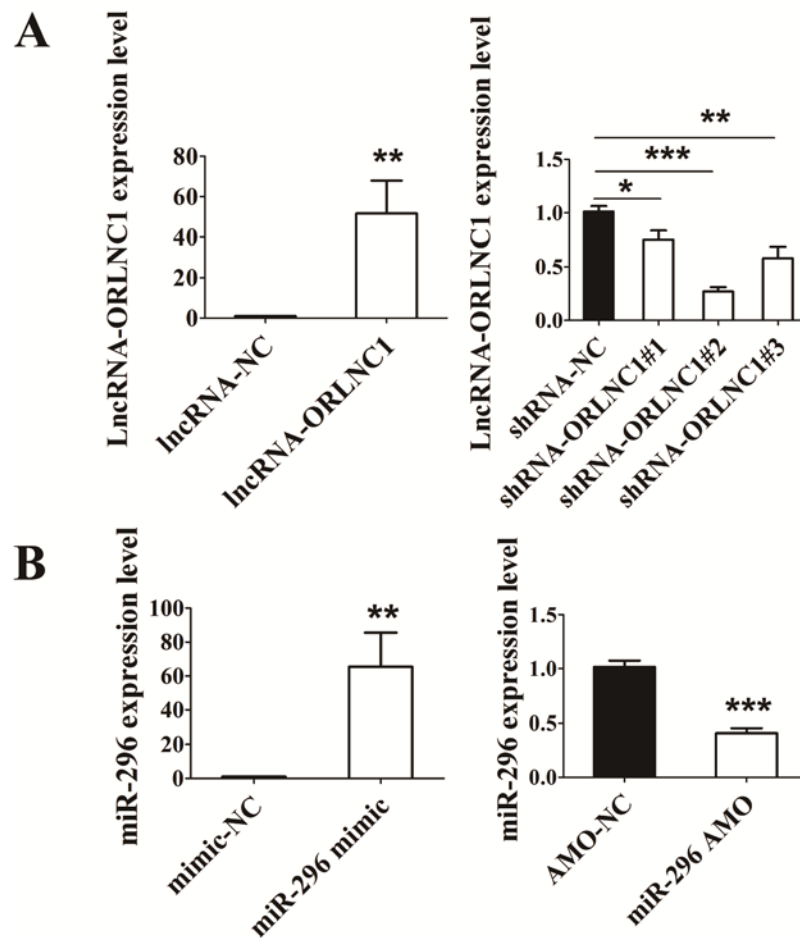 A
LncRNA-ORLNC1 expression level
80
60
40
20
0
**
lncRNA-NC
lncRNA-ORLNC1
LncRNA-ORLNC1 expression level
1.5
1.0
0.5
0.0
**
***
*
shRNA-NC
shRNA-ORLNC1#1
shRNA-ORLNC1#2
shRNA-ORLNC1#3
B
miR-296 expression level
100
80
60
40
20
0
**
mimic-NC
miR-296 mimic
miR-296 expression level
1.5
1.0
0.5
0.0
***
AMO-NC
miR-296 AMO